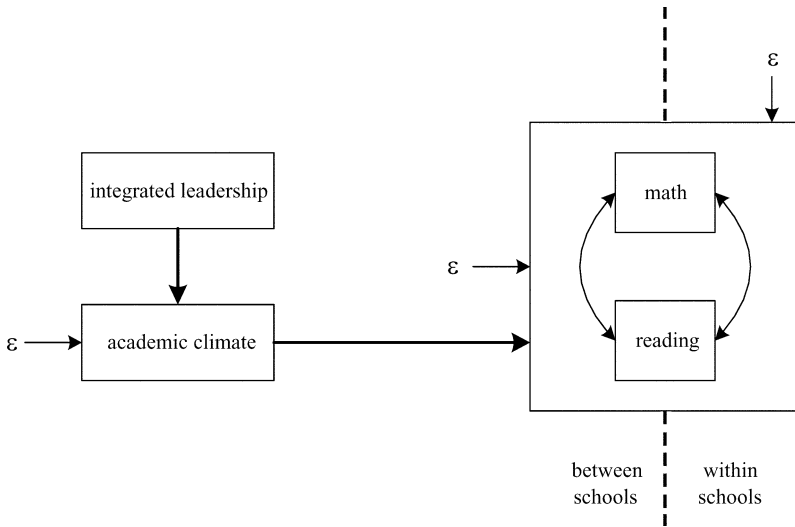 ε
integrated leadership
math
ε
ε
academic climate
reading
between
schools
within
schools